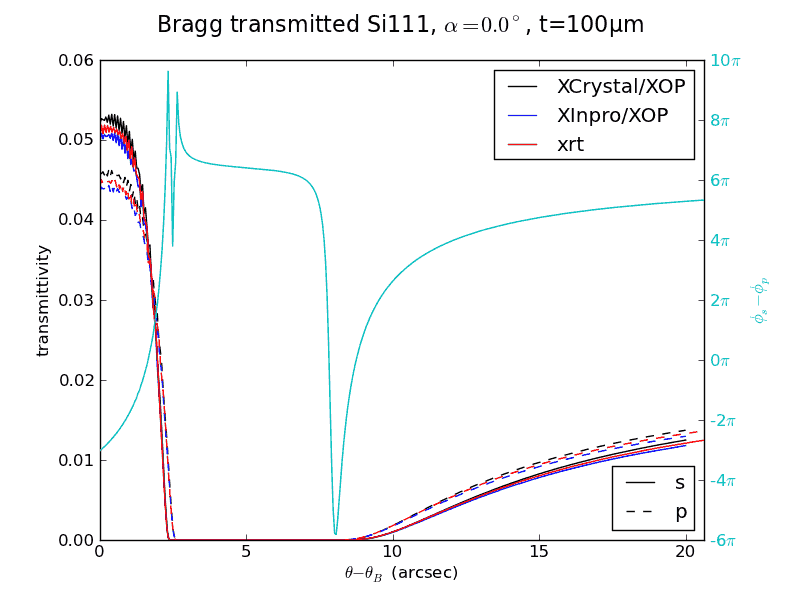 Bragg transmitted Si111, α=0.0°, t=100μm
0.06
0.05
0.04
0.03
0.02
0.01
0.00
transmittivity
XCrystal/XOP
XInpro/XOP
xrt
10π
8π
6π
4π
2π
0π
-2π
-4π
-6π
ϕs−ϕp
s
p
0 5 10 15 20
θ−θB (arcsec)